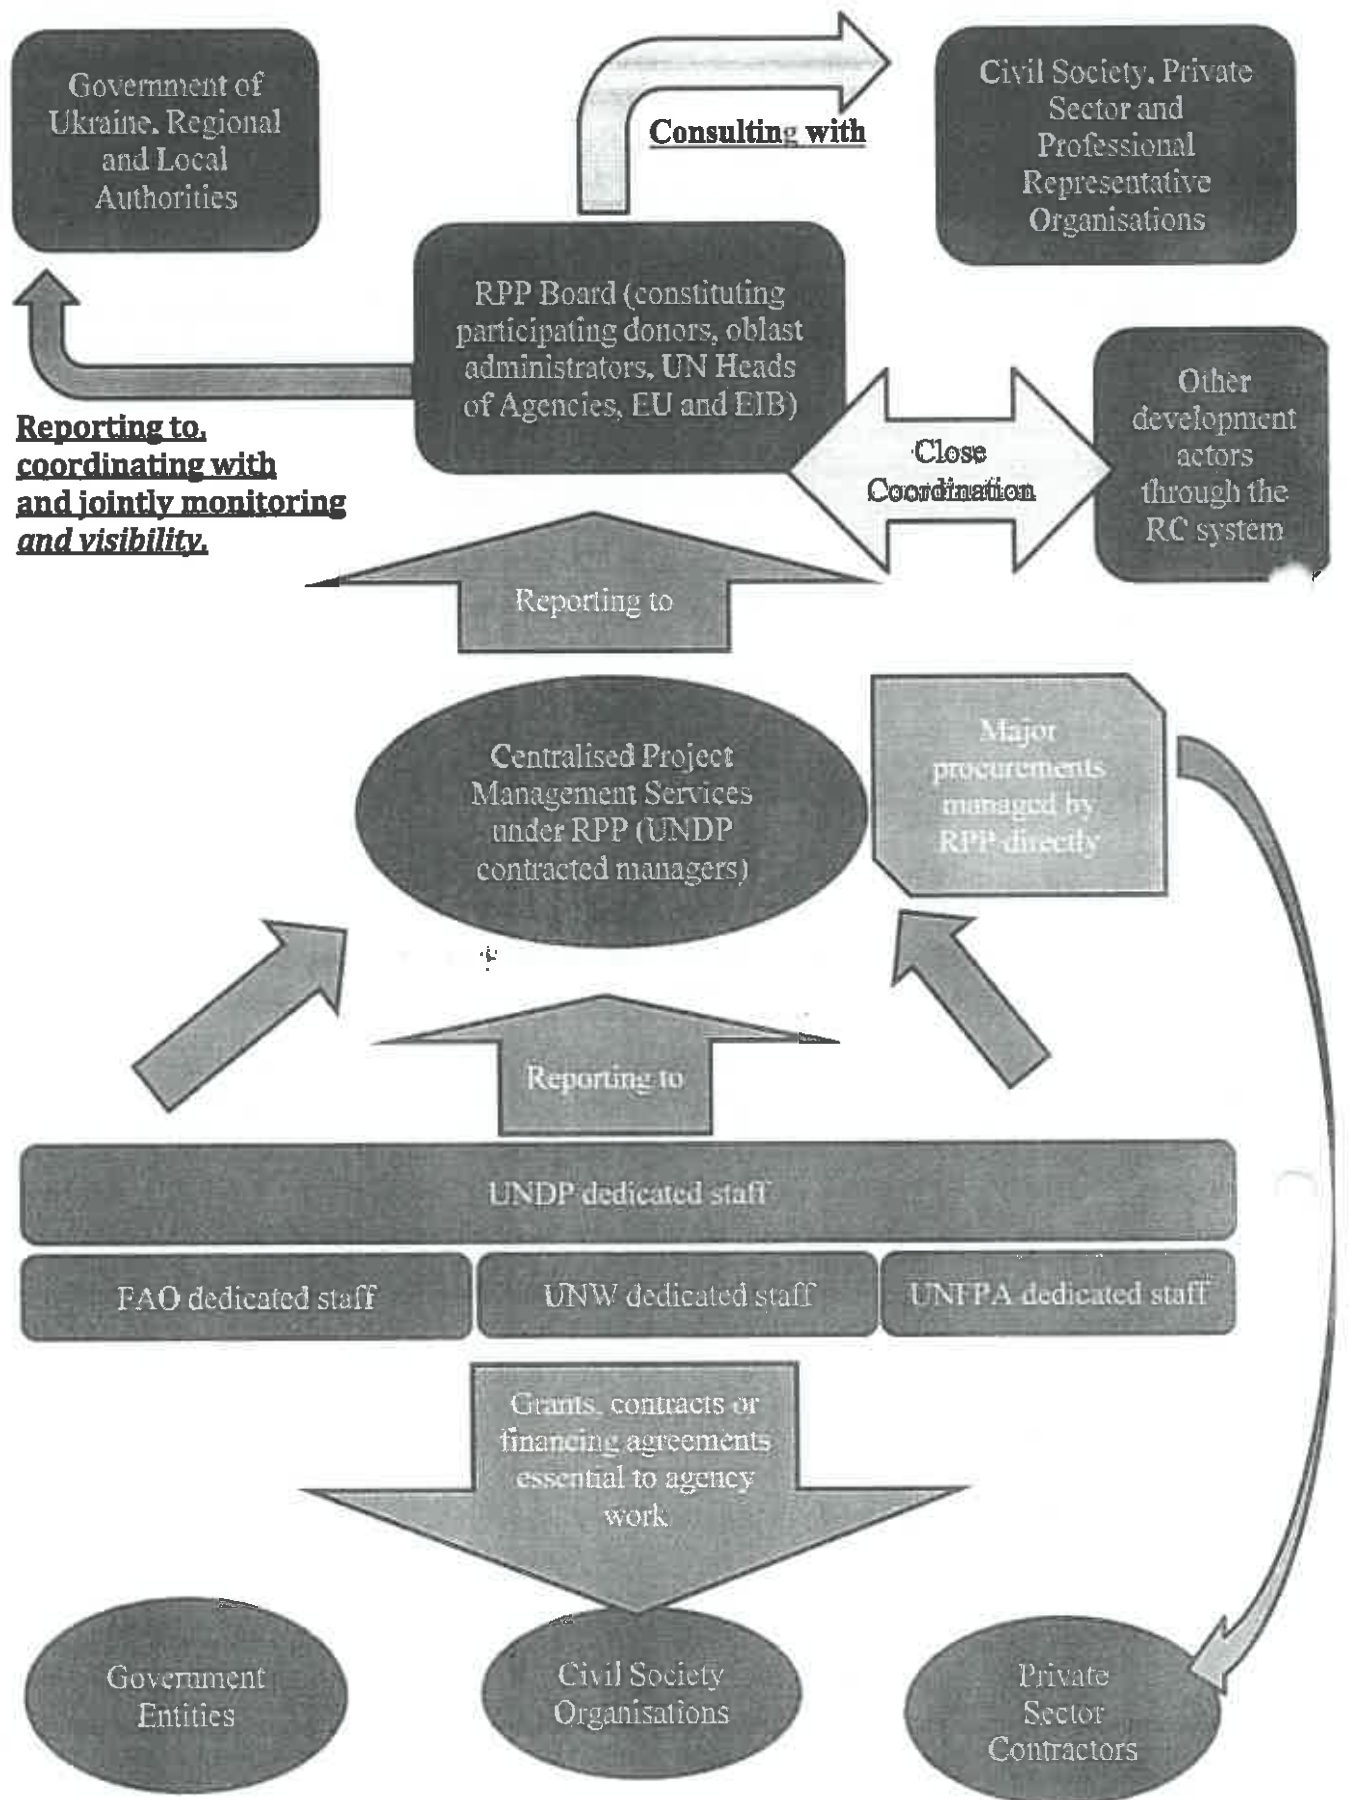 Government of
Ukraine, Regional
and Local
Authorities
Consulting with
Civil Society, Private
Sector and
Professional
Representative
Organisations
RPP Board (constituting
participating donors, oblast
administrators, UN Heads
of Agencies, EU and EIB)
Reporting to,
coordinating with
and jointly monitoring
and visibility.
Close
Coordination
Other
development
actors
through the
RC system
Reporting to
Centralised Project
Management Services
under RPP (UNDP
contracted managers)
Major
procurements
managed by
RPP directly
Reporting to
UNDP dedicated staff
FAO dedicated staff
UNW dedicated staff
UNFPA dedicated staff
Grants, contracts or
financing agreements
essential to agency
work
Government
Entities
Civil Society
Organisations
Private
Sector
Contractors